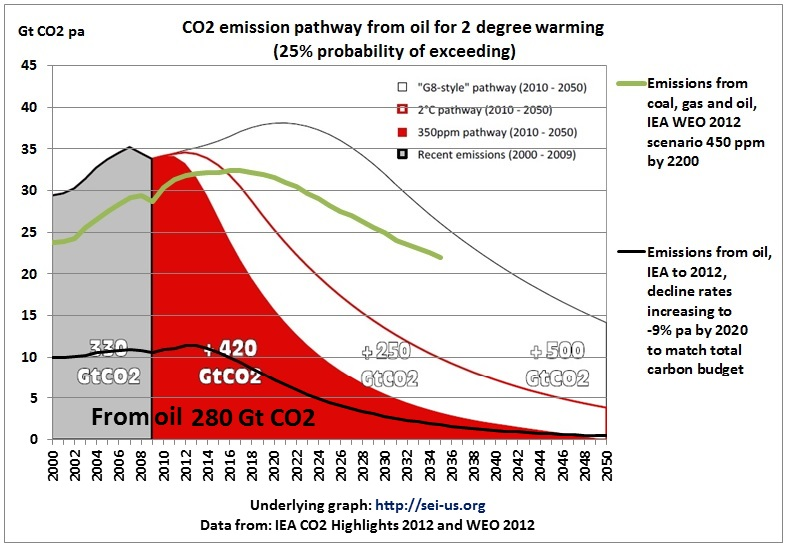 CO2 emission pathway from oil for 2 degree warming
(25% probability of exceeding)
Gt CO2 pa
45
40
35
30
25
20
15
10
5
0
"G8-style" pathway (2010 - 2050)
2°C pathway (2010 - 2050)
350ppm pathway (2010 - 2050)
Recent emissions (2000 - 2009)
Emissions from
coal, gas and oil,
IEA WEO 2012
scenario 450 ppm
by 2200
Emissions from oil,
IEA to 2012,
decline rates
increasing to
-9% pa by 2020
to match total
carbon budget
330
GtCO2
+ 420
GtCO2
+ 250
GtCO2
+ 500
GtCO2
From oil 280 Gt CO2
2000
2002
2004
2006
2008
2010
2012
2014
2016
2018
2020
2022
2024
2026
2028
2030
2032
2034
2036
2038
2040
2042
2044
2046
2048
2050
Underlying graph: http://sei-us.org
Data from: IEA CO2 Highlights 2012 and WEO 2012